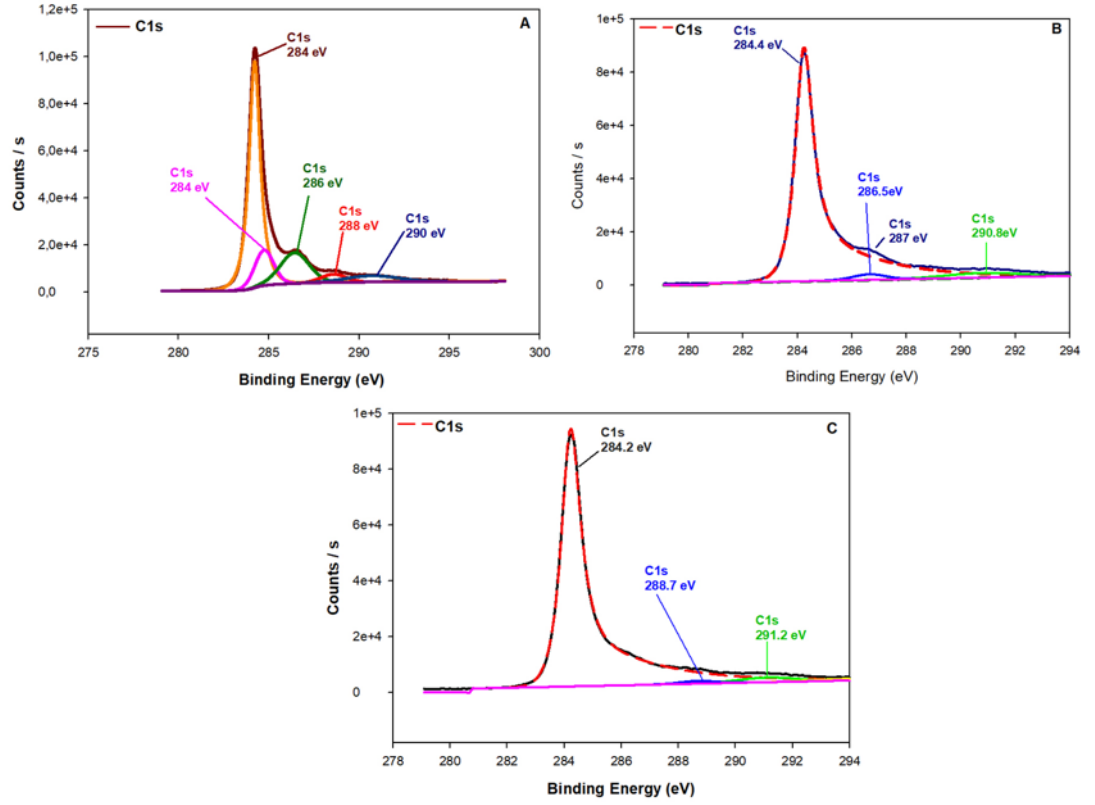 C1s
A
1,2e+5
1,0e+5
8,0e+4
6,0e+4
4,0e+4
2,0e+4
0,0
Counts / s
C1s
284 eV
C1s
284 eV
C1s
286 eV
C1s
288 eV
C1s
290 eV
275
280
285
290
295
300
Binding Energy (eV)
C1s
B
1e+5
8e+4
6e+4
4e+4
2e+4
0
Counts / s
C1s
284.4 eV
C1s
286.5eV
C1s
287 eV
C1s
290.8eV
278
280
282
284
286
288
290
292
294
Binding Energy (eV)
C1s
C
1e+5
8e+4
6e+4
4e+4
2e+4
0
Counts / s
C1s
284.2 eV
C1s
288.7 eV
C1s
291.2 eV
278
280
282
284
286
288
290
292
294
Binding Energy (eV)